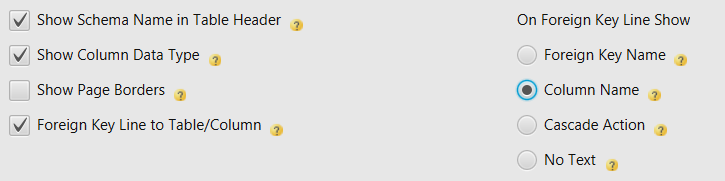 Show Schema Name in Table Header ?
Show Column Data Type ?
Show Page Borders ?
Foreign Key Line to Table/Column ?
On Foreign Key Line Show
Foreign Key Name ?
Column Name ?
Cascade Action ?
No Text ?